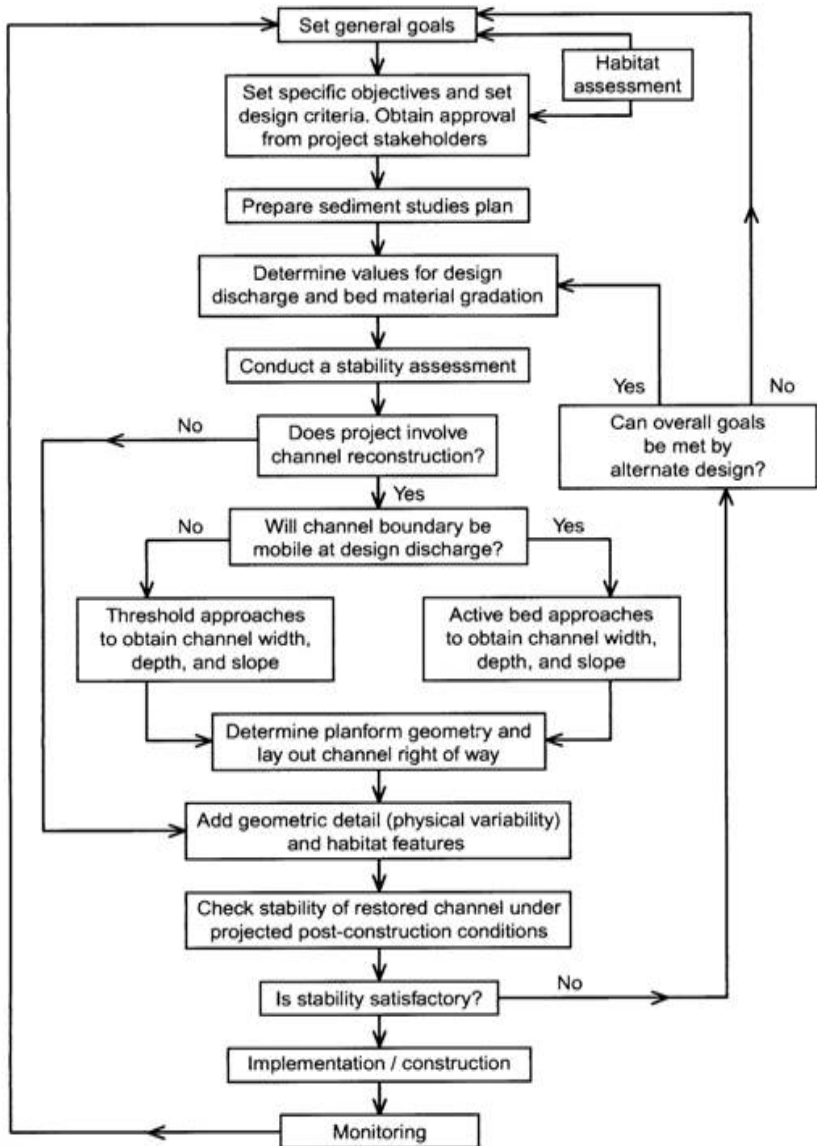 Set general goals
Habitat
assessment
Set specific objectives and set
design criteria. Obtain approval
from project stakeholders
Prepare sediment studies plan
Determine values for design
discharge and bed material gradation
Conduct a stability assessment
Yes
No
No
Does project involve
channel reconstruction?
Can overall goals
be met by
alternate design?
Yes
No
Will channel boundary be
mobile at design discharge?
Yes
Threshold approaches
to obtain channel width,
depth, and slope
Active bed approaches
to obtain channel width,
depth, and slope
Determine planform geometry and
lay out channel right of way
Add geometric detail (physical variability)
and habitat features
Check stability of restored channel under
projected post-construction conditions
Is stability satisfactory?
No
Implementation / construction
Monitoring